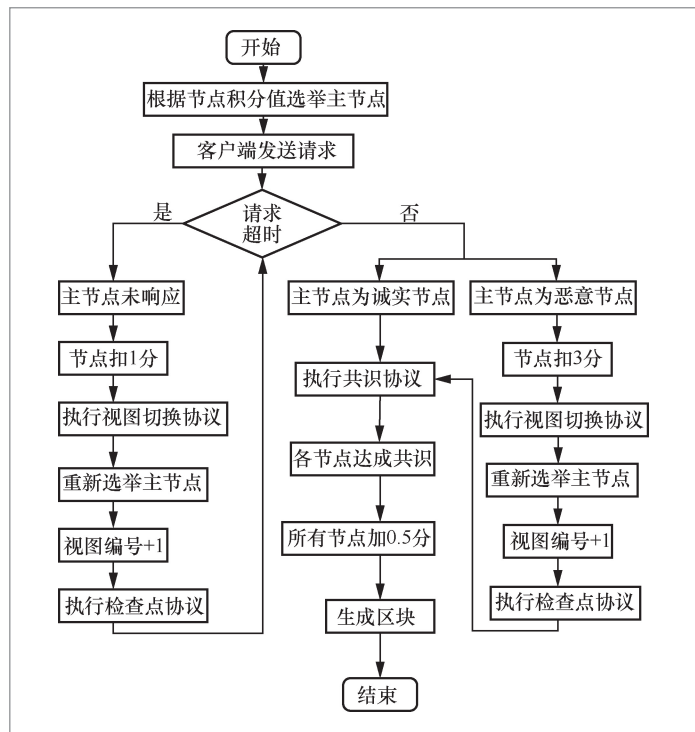 开始
根据节点积分值选举主节点
客户端发送请求
请求
超时
是
否
主节点未响应
节点扣1分
执行视图切换协议
重新选举主节点
视图编号+1
执行检查点协议
主节点为诚实节点
执行共识协议
各节点达成共识
所有节点加0.5分
生成区块
结束
主节点为恶意节点
节点扣3分
执行视图切换协议
重新选举主节点
视图编号+1
执行检查点协议